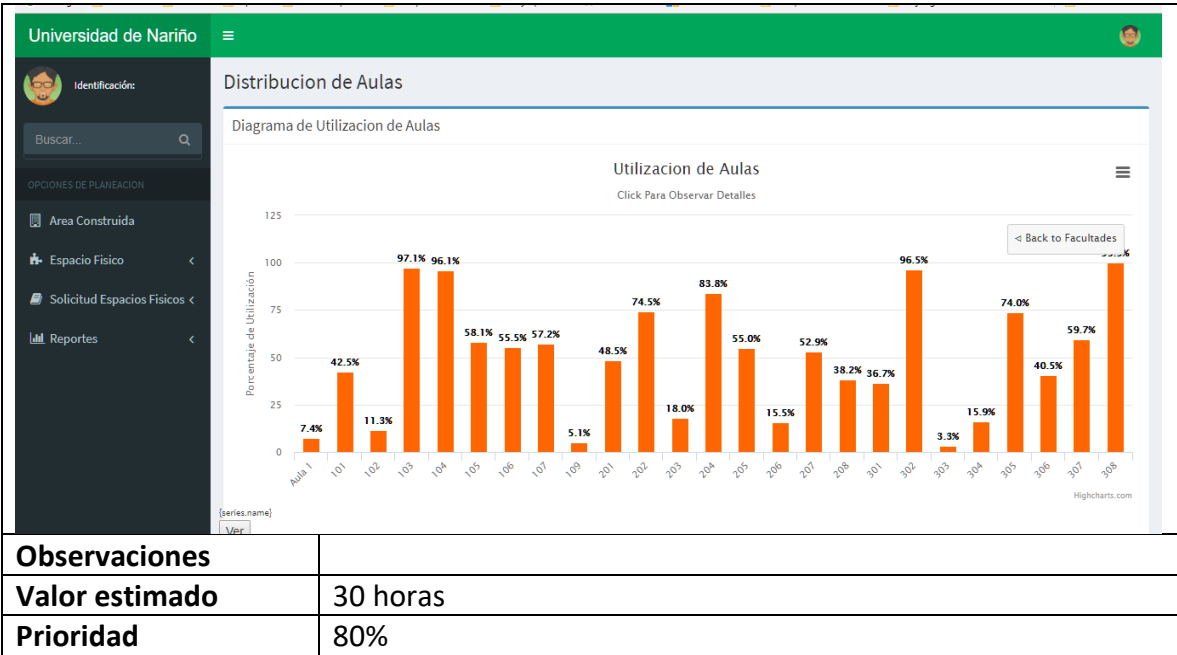 Universidad de Nariño
Identificación:
Distribucion de Aulas
Buscar...
Diagrama de Utilizacion de Aulas
OPCIONES DE PLANEACION
Area Construida
Espacio Fisico
Solicitud Espacios Fisicos
Reportes
Utilizacion de Aulas
Click Para Observar Detalles
Back to Facultades
Porcentaje de Utilización
125
100
75
50
25
0
7.4%
42.5%
11.3%
97.1%
96.1%
58.1%
55.5%
57.2%
5.1%
48.5%
74.5%
18.0%
83.8%
55.0%
15.5%
52.9%
38.2%
36.7%
96.5%
3.3%
15.9%
74.0%
40.5%
59.7%
Aula 1
101
102
103
104
105
106
107
109
201
202
203
204
205
206
207
208
301
302
303
304
305
306
307
308
Highcharts.com
{series.name}
Ver
Observaciones
Valor estimado 30 horas
Prioridad 80%